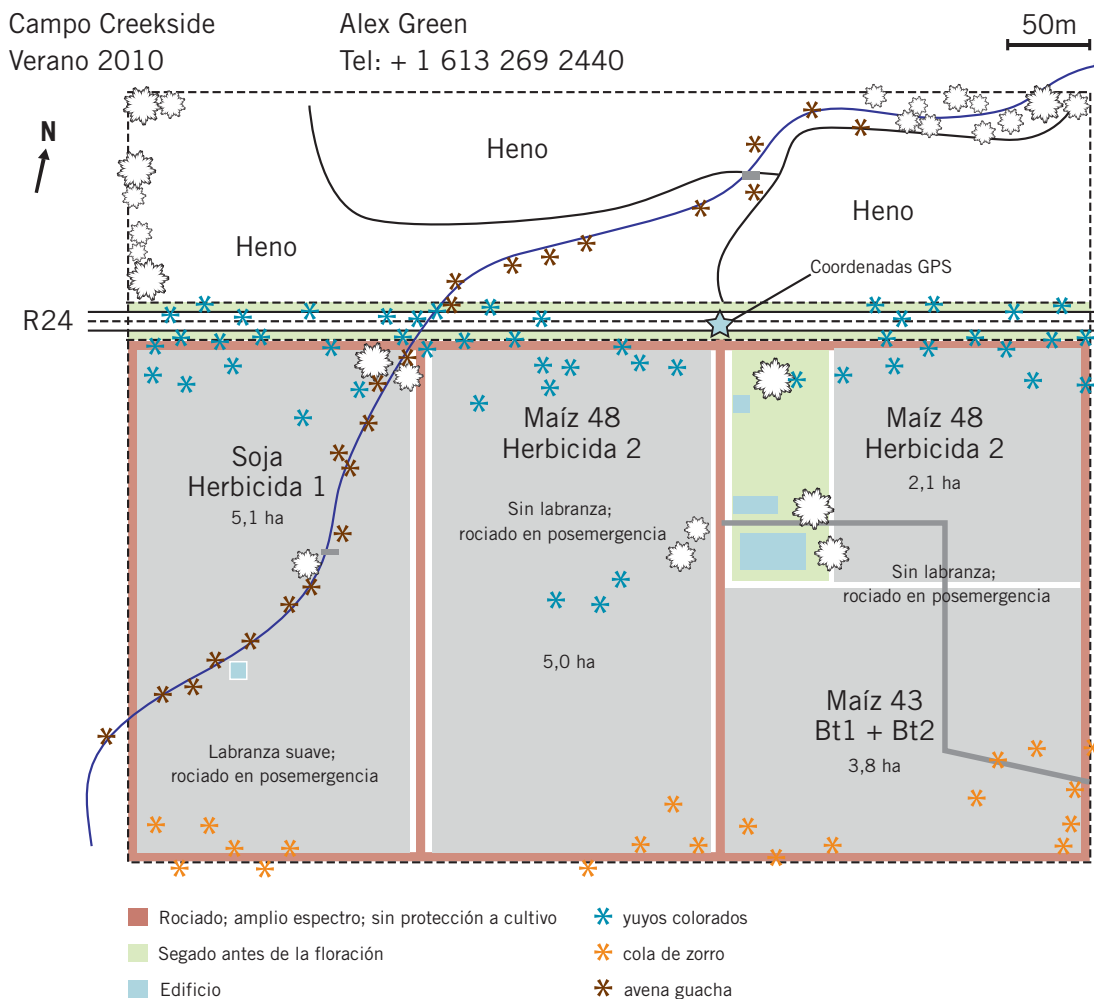 Campo Creekside
Verano 2010
Alex Green
Tel: + 1 613 269 2440
50m
N
Heno
Heno
Heno
Coordenadas GPS
R24
Soja
Herbicida 1
5,1 ha
Labranza suave;
rociado en posemergencia
Maíz 48
Herbicida 2
Sin labranza;
rociado en posemergencia
5,0 ha
Maíz 48
Herbicida 2
2,1 ha
Sin labranza;
rociado en posemergencia
Maíz 43
Bt1 + Bt2
3,8 ha
Rociado; amplio espectro; sin protección a cultivo
Segado antes de la floración
Edificio
yuyos colorados
cola de zorro
avena guacha